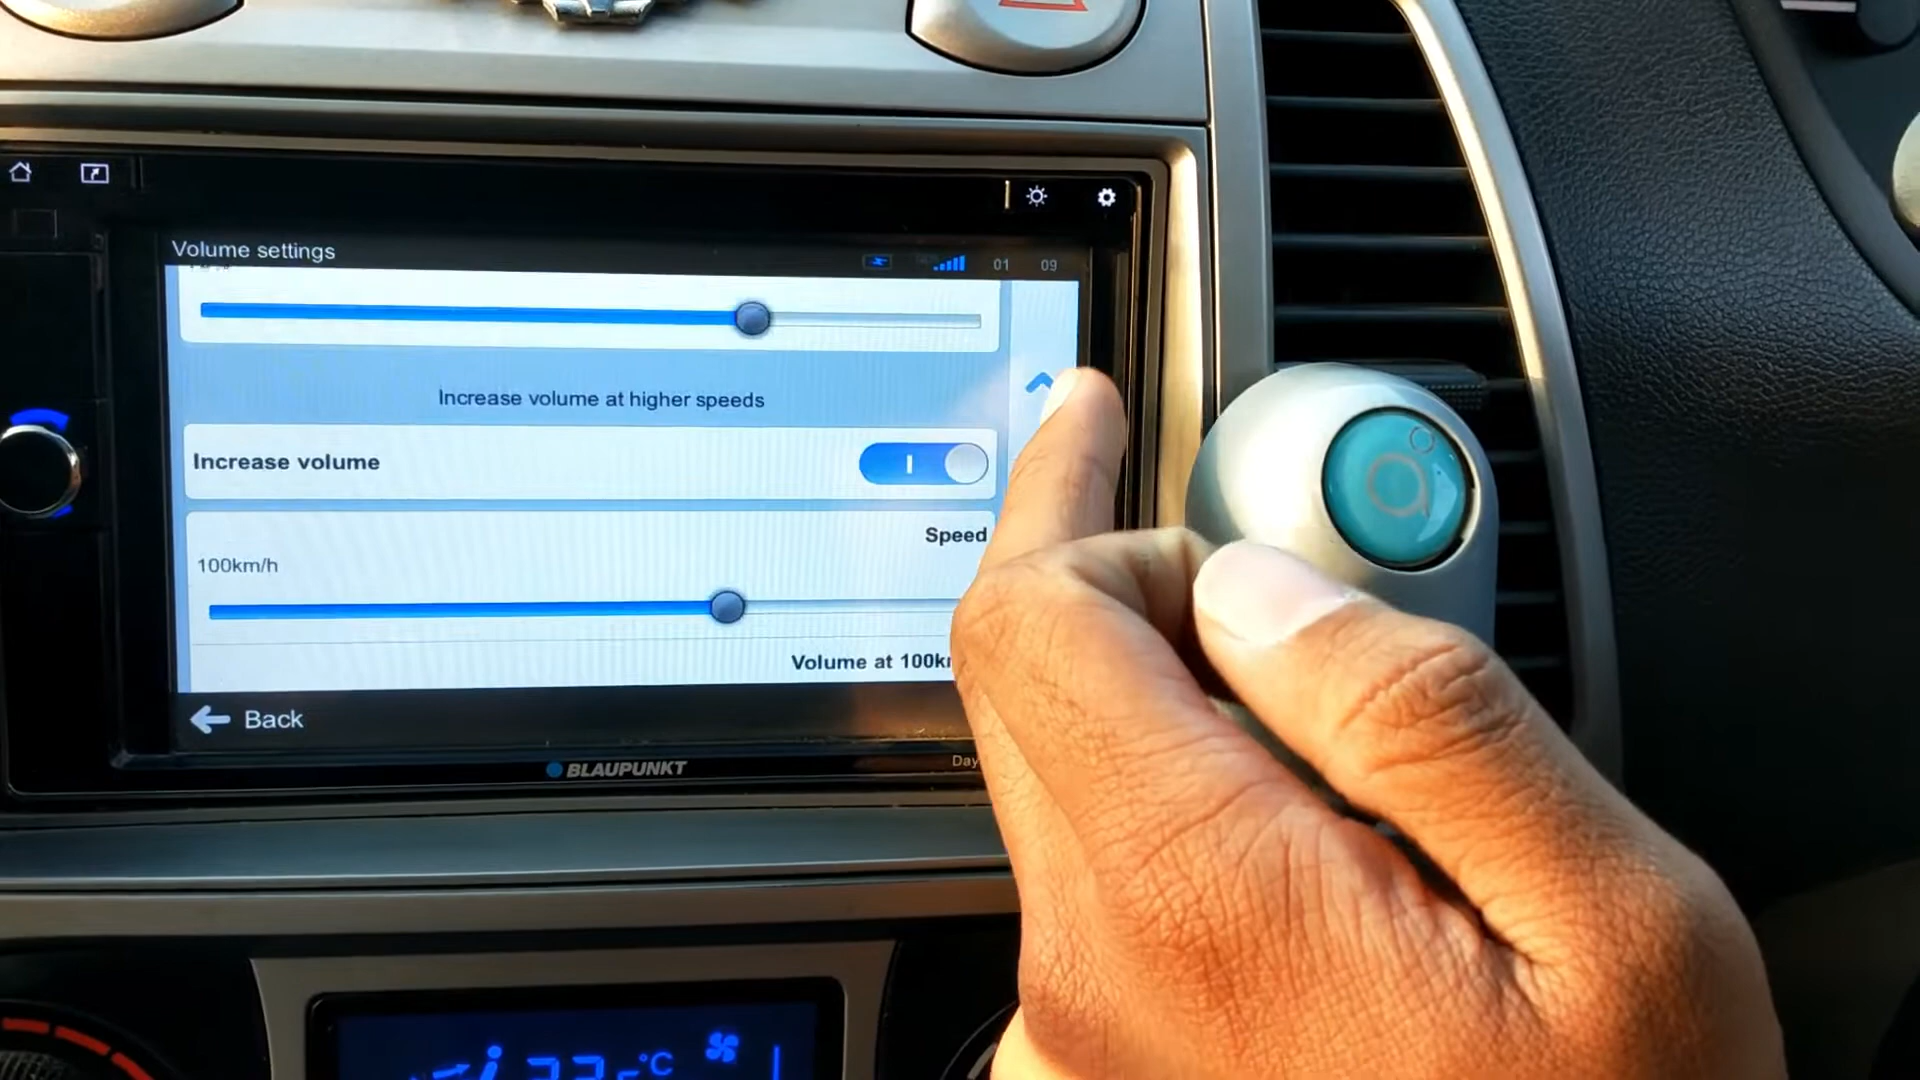 Volume settings
01 09
Increase volume at higher speeds
Increase volume
Speed
100km/h
Volume at 100k
Back
BLAUPUNKT
Day
°C